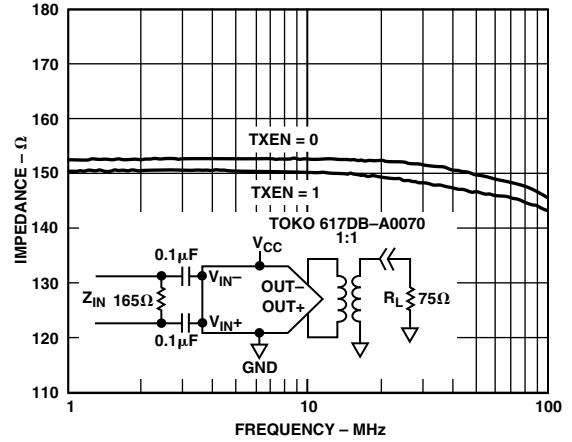 180
170
160
150
140
130
120
110
IMPEDANCE – Ω
TXEN = 0
TXEN = 1
TOKO 617DB–A0070
1:1
VCC
0.1μF
VIN–
ZIN 165Ω
OUT–
OUT+
RL 75Ω
VIN+
0.1μF
GND
1 10 100
FREQUENCY – MHz